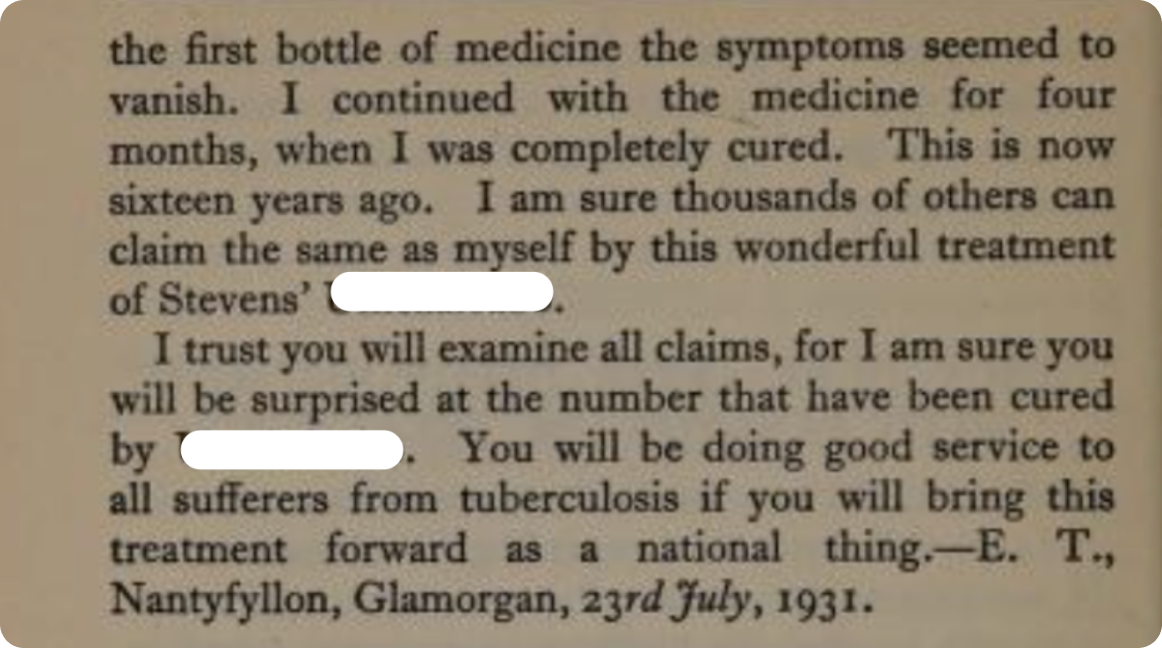 the first bottle of medicine the symptoms seemed to
vanish. I continued with the medicine for four
months, when I was completely cured. This is now
sixteen years ago. I am sure thousands of others can
claim the same as myself by this wonderful treatment
of Stevens’ .
I trust you will examine all claims, for I am sure you
will be surprised at the number that have been cured
by . You will be doing good service to
all sufferers from tuberculosis if you will bring this
treatment forward as a national thing.—E. T.,
Nantyfyllon, Glamorgan, 23rd July, 1931.